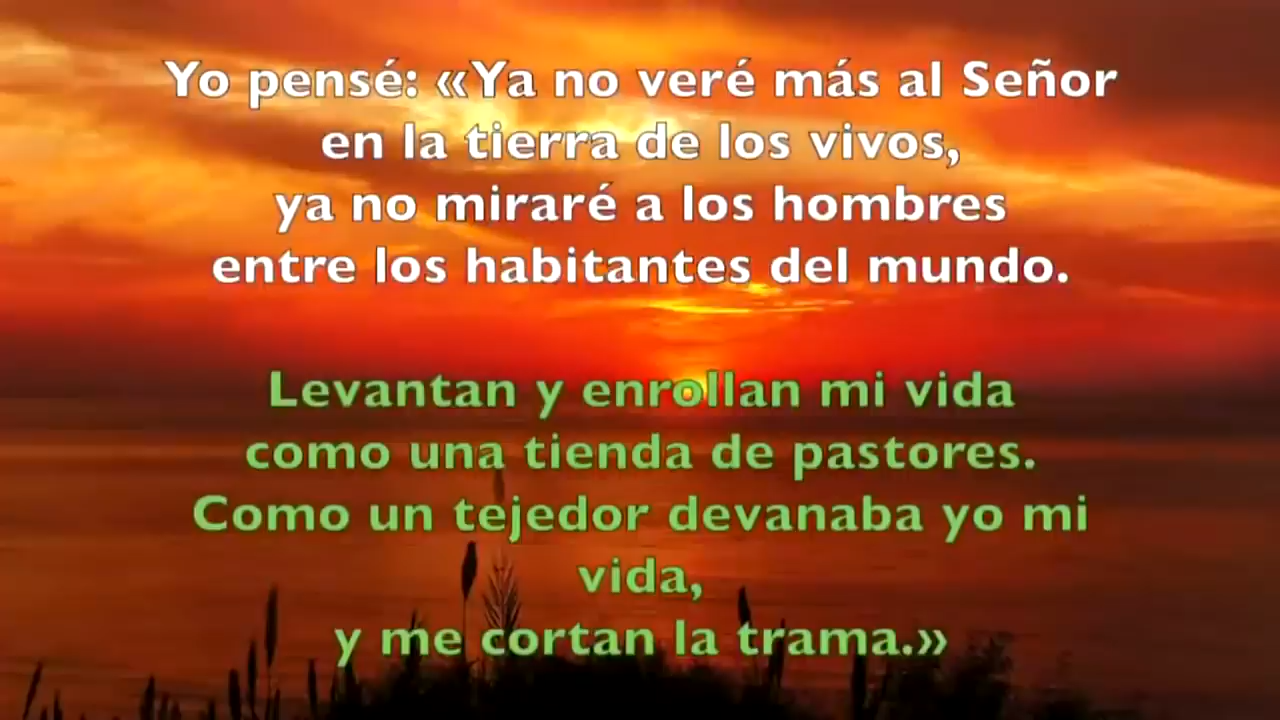 Yo pensé: «Ya no veré más al Señor
en la tierra de los vivos,
ya no miraré a los hombres
entre los habitantes del mundo.
Levantan y enrollan mi vida
como una tienda de pastores.
Como un tejedor devanaba yo mi
vida,
y me cortan la trama.»